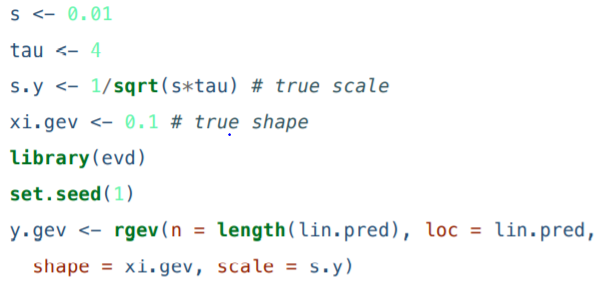 s <- 0.01
tau <- 4
s.y <- 1/sqrt(s*tau) # true scale
xi.gev <- 0.1 # true shape
library(evd)
set.seed(1)
y.gev <- rgev(n = length(lin.pred), loc = lin.pred,
shape = xi.gev, scale = s.y)